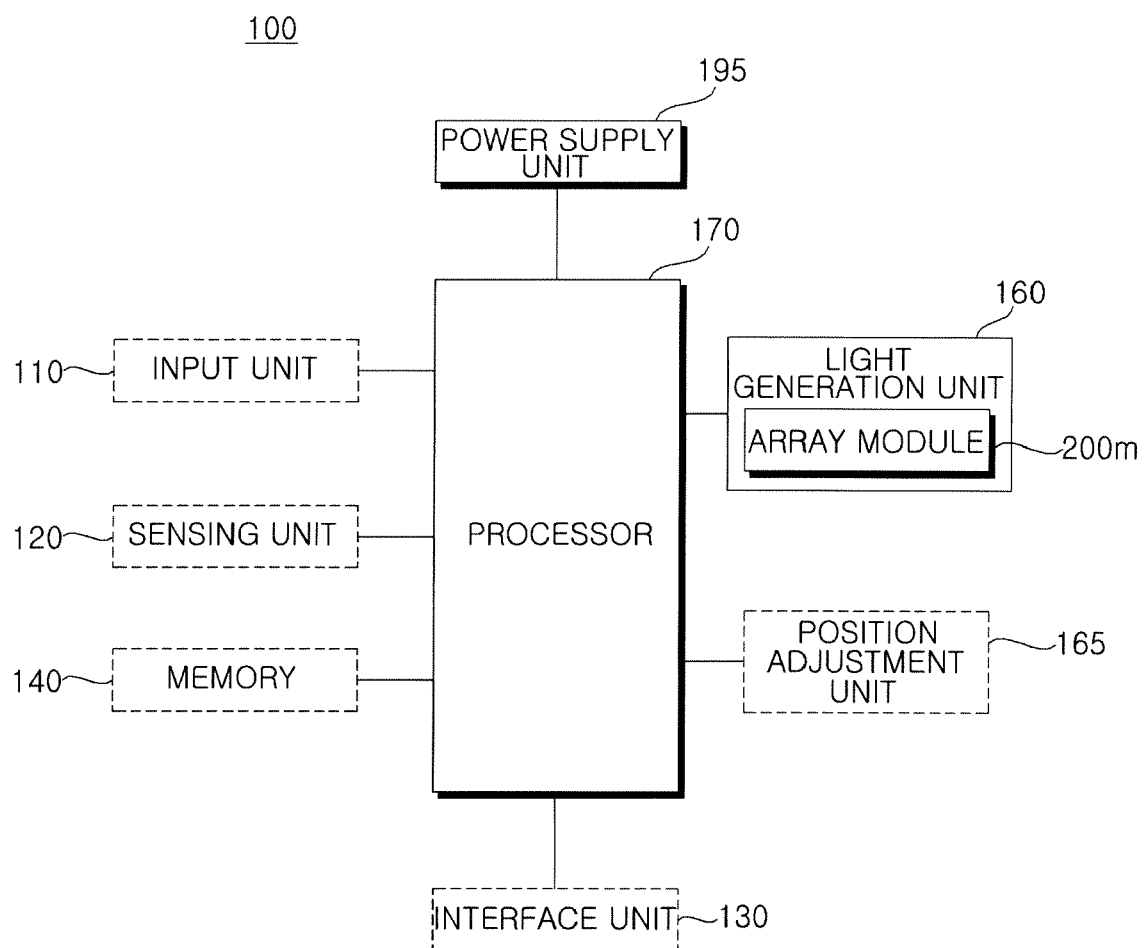 100
195
POWER SUPPLY
UNIT
170
160
110
INPUT UNIT
LIGHT
GENERATION UNIT
ARRAY MODULE
200m
120
SENSING UNIT
PROCESSOR
POSITION
ADJUSTMENT
UNIT
165
140
MEMORY
INTERFACE UNIT
130